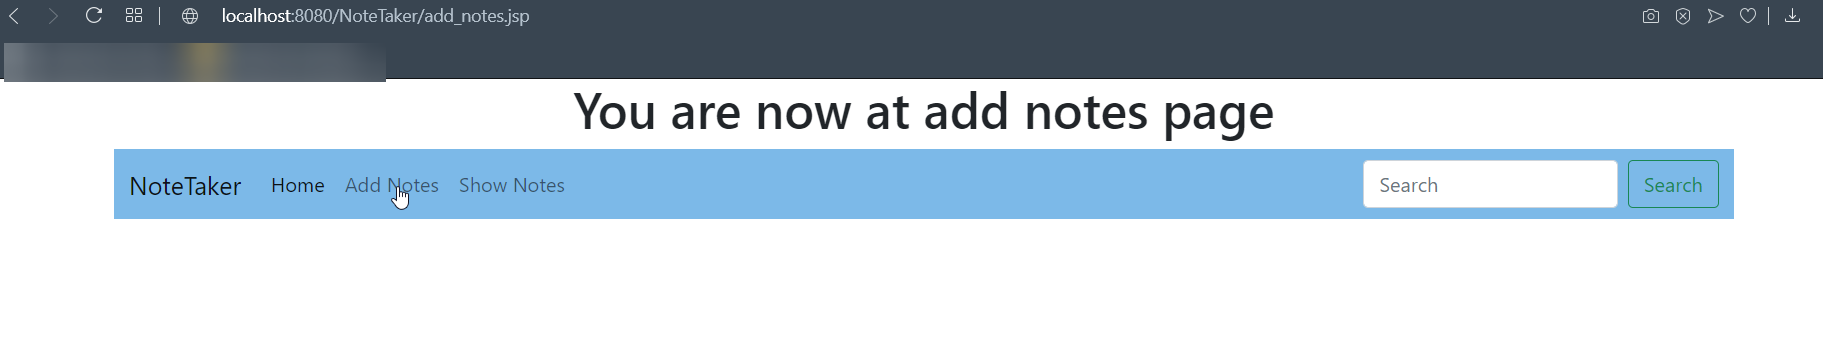 localhost:8080/NoteTaker/add_notes.jsp
You are now at add notes page
NoteTaker Home Add Notes Show Notes Search Search